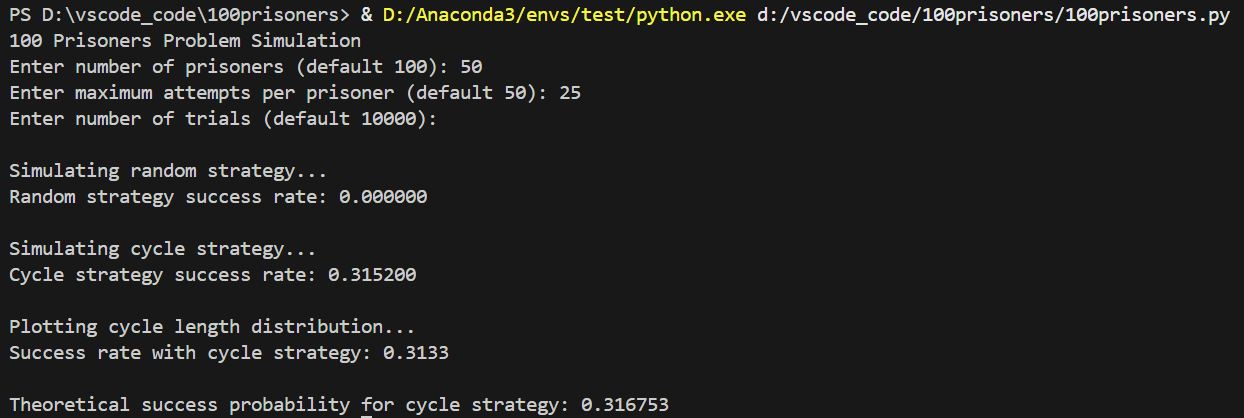 PS D:\vscode_code\100prisoners> & D:/Anaconda3/envs/test/python.exe d:/vscode_code/100prisoners/100prisoners.py
100 Prisoners Problem Simulation
Enter number of prisoners (default 100): 50
Enter maximum attempts per prisoner (default 50): 25
Enter number of trials (default 10000):
Simulating random strategy...
Random strategy success rate: 0.000000
Simulating cycle strategy...
Cycle strategy success rate: 0.315200
Plotting cycle length distribution...
Success rate with cycle strategy: 0.3133
Theoretical success probability for cycle strategy: 0.316753